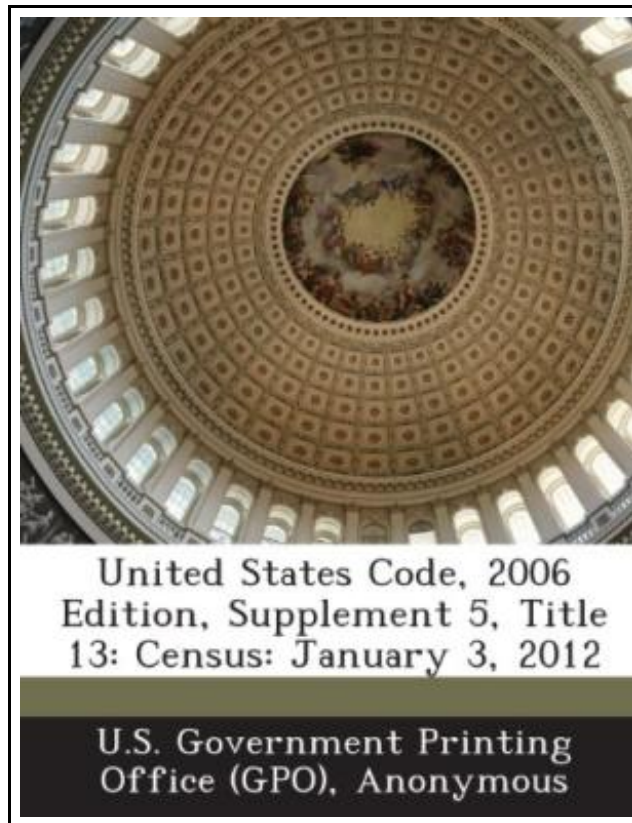 United States Code, 2006
Edition, Supplement 5, Title
13: Census: January 3, 2012
U.S. Government Printing
Office (GPO), Anonymous